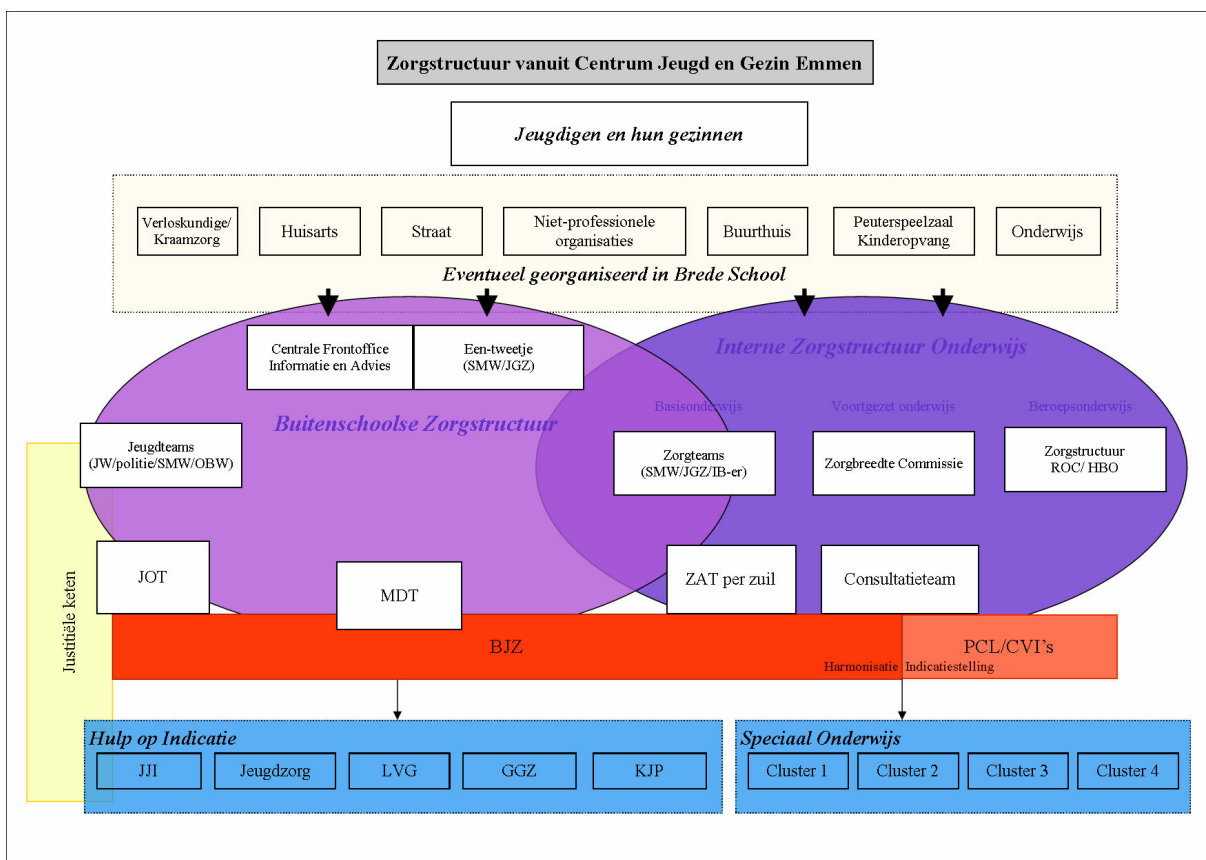 Zorgstructuur vanuit Centrum Jeugd en Gezin Emmen
Jeugdigen en hun gezinnen
Verloskundige/
Kraamzorg
Huisarts
Straat
Niet-professionele
organisaties
Buurthuis
Peuterspeelzaal
Kinderopvang
Onderwijs
Eventueel georganiseerd in Brede School
Centrale Frontoffice
Informatie en Advies
Een-tweetje
(SMW/JGZ)
Interne Zorgstructuur Onderwijs
Buitenschoolse Zorgstructuur
Basisonderwijs
Voortgezet onderwijs
Beroepsonderwijs
Jeugdteams
(JW/politie/SMW/OBW)
Zorgteams
(SMW/JGZ/IB-er)
Zorgbreedte Commissie
Zorgstructuur
ROC/ HBO
Justitiële keten
JOT
MDT
ZAT per zuil
Consultatieteam
BJZ
PCL/CVI's
Harmonisatie Indicatiestelling
Hulp op Indicatie
JJI
Jeugdzorg
LVG
GGZ
KJP
Speciaal Onderwijs
Cluster 1
Cluster 2
Cluster 3
Cluster 4